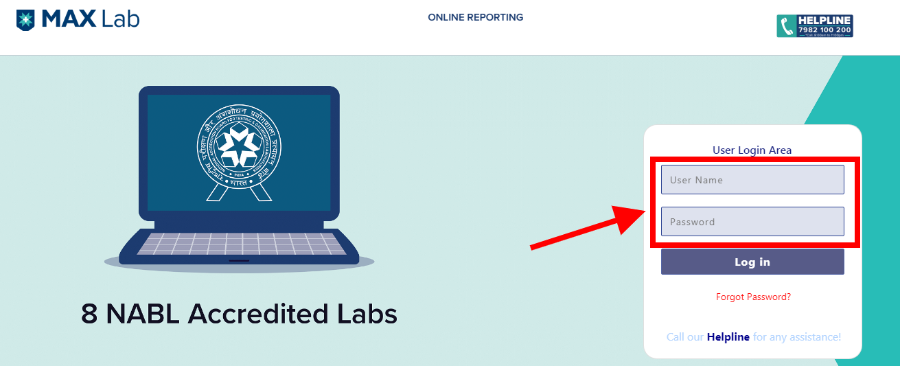 MAX Lab
ONLINE REPORTING
HELPLINE
7982 100 200
8 NABL Accredited Labs
User Login Area
User Name
Password
Log in
Forgot Password?
Call our Helpline for any assistance!